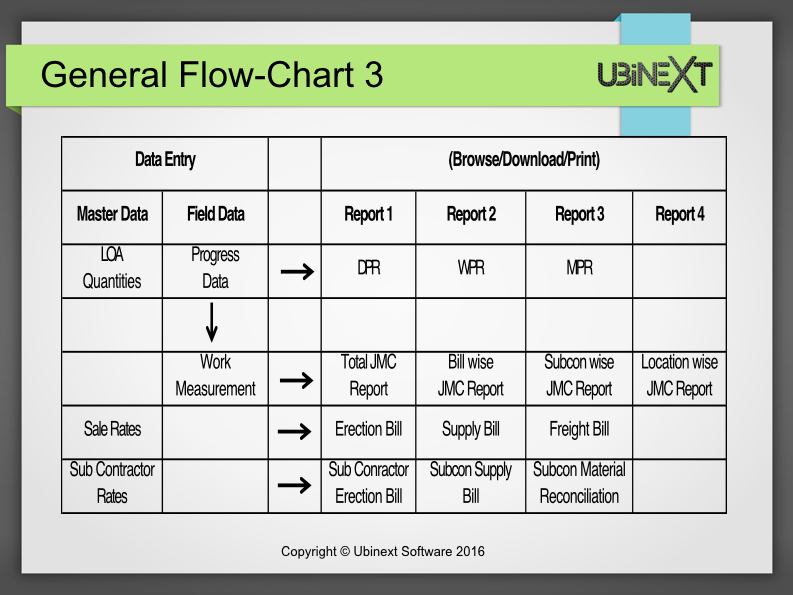 General Flow-Chart 3
UBiNEXT
Data Entry
(Browse/Download/Print)
Master Data
Field Data
Report 1
Report 2
Report 3
Report 4
LOA
Quantities
Progress
Data
DPR
WPR
MPR
Work
Measurement
Total JMC
Report
Bill wise
JMC Report
Subcon wise
JMC Report
Location wise
JMC Report
Sale Rates
Erection Bill
Supply Bill
Freight Bill
Sub Contractor
Rates
Sub Conractor
Erection Bill
Subcon Supply
Bill
Subcon Material
Reconciliation
Copyright © Ubinext Software 2016